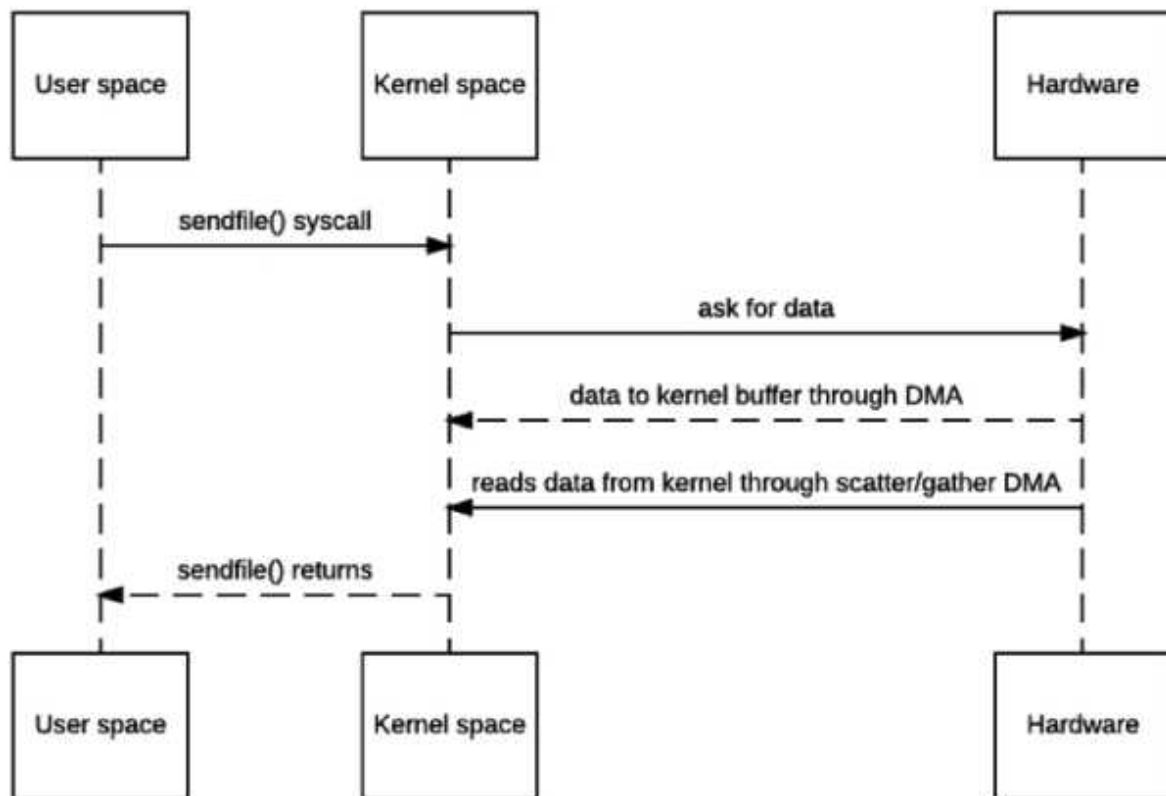 User space
Kernel space
Hardware
sendfile() syscall
ask for data
data to kernel buffer through DMA
reads data from kernel through scatter/gather DMA
sendfile() returns
User space
Kernel space
Hardware